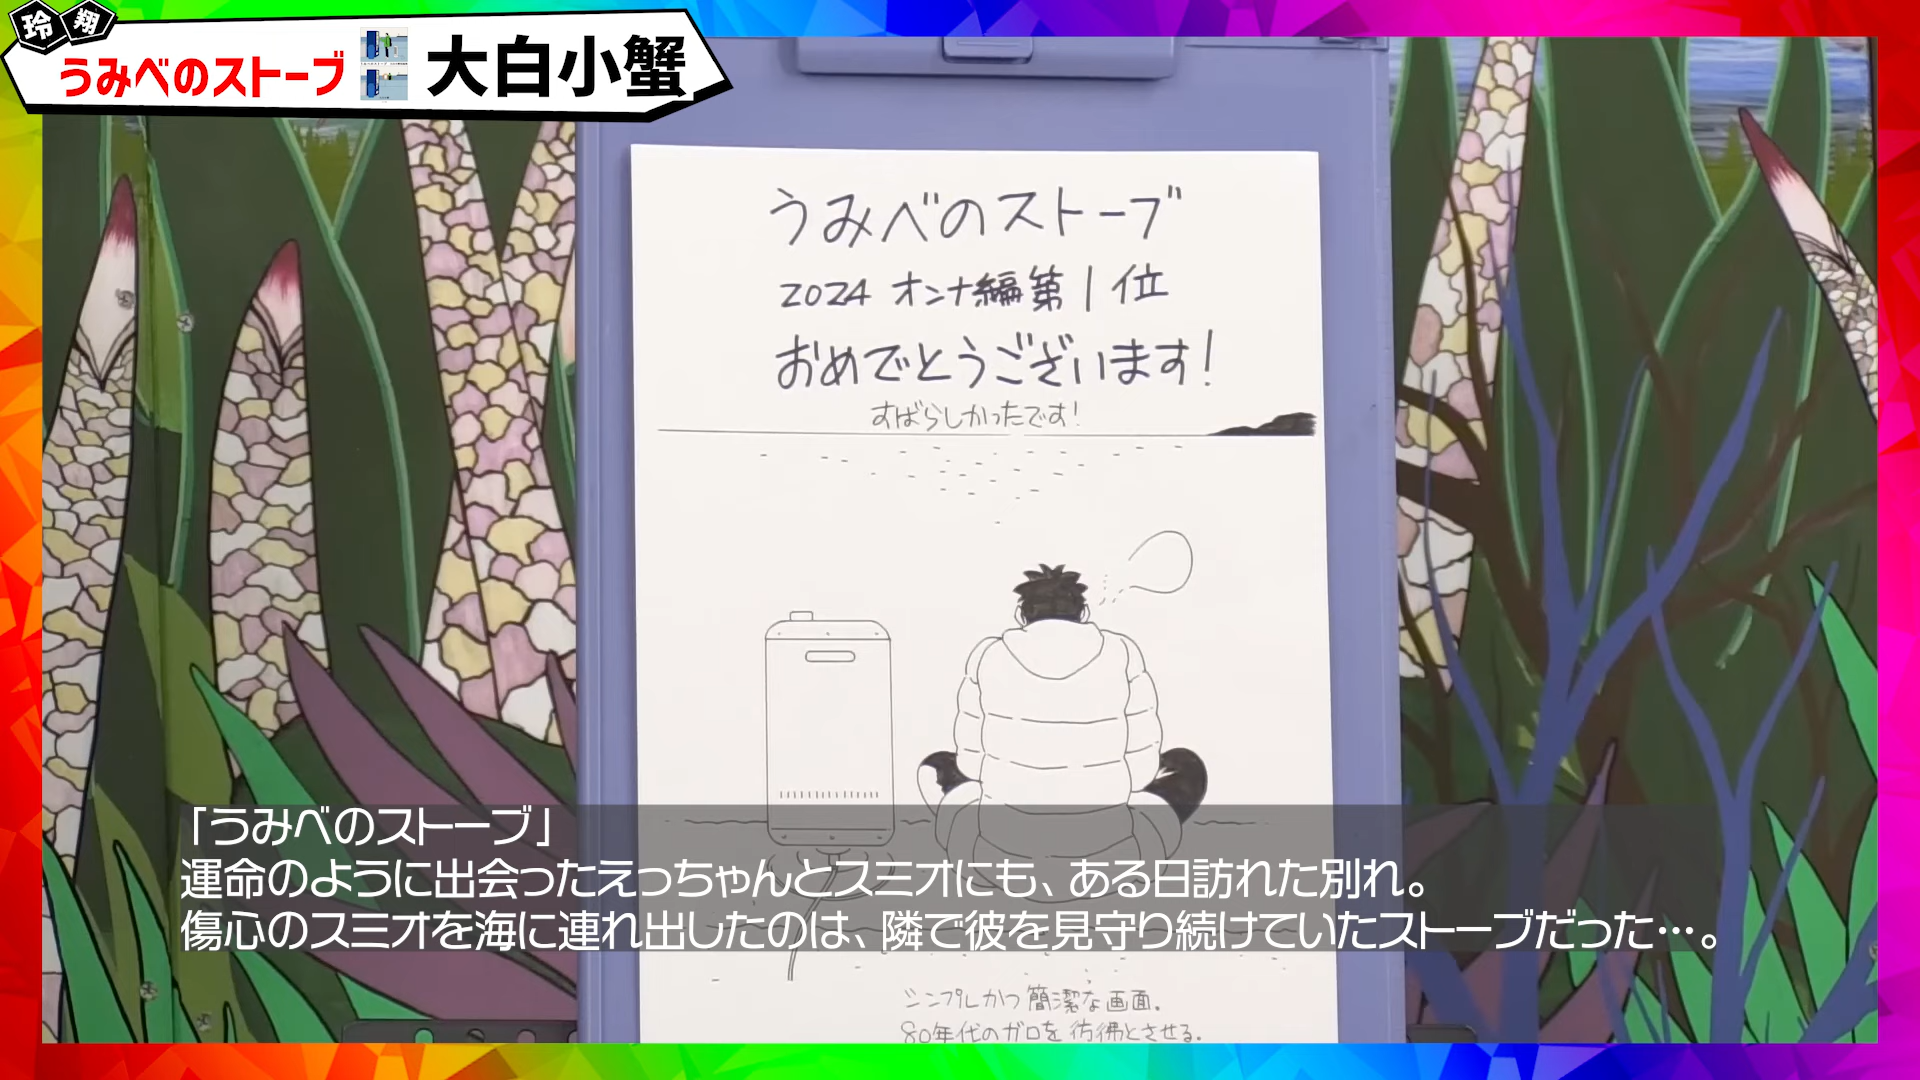 玲 翔
うみべのストーブ 大白小蟹
うみべのストーブ
2024 オンナ編第1位
おめでとうございます!
すばらしかったです!
「うみべのストーブ」
運命のように出会ったえっちゃんとスミオにも、ある日訪れた別れ。
傷心のスミオを海に連れ出したのは、隣で彼を見守り続けていたストーブだった…。
シンプルかつ簡潔な画面。
80年代のガロを彷彿とさせる。